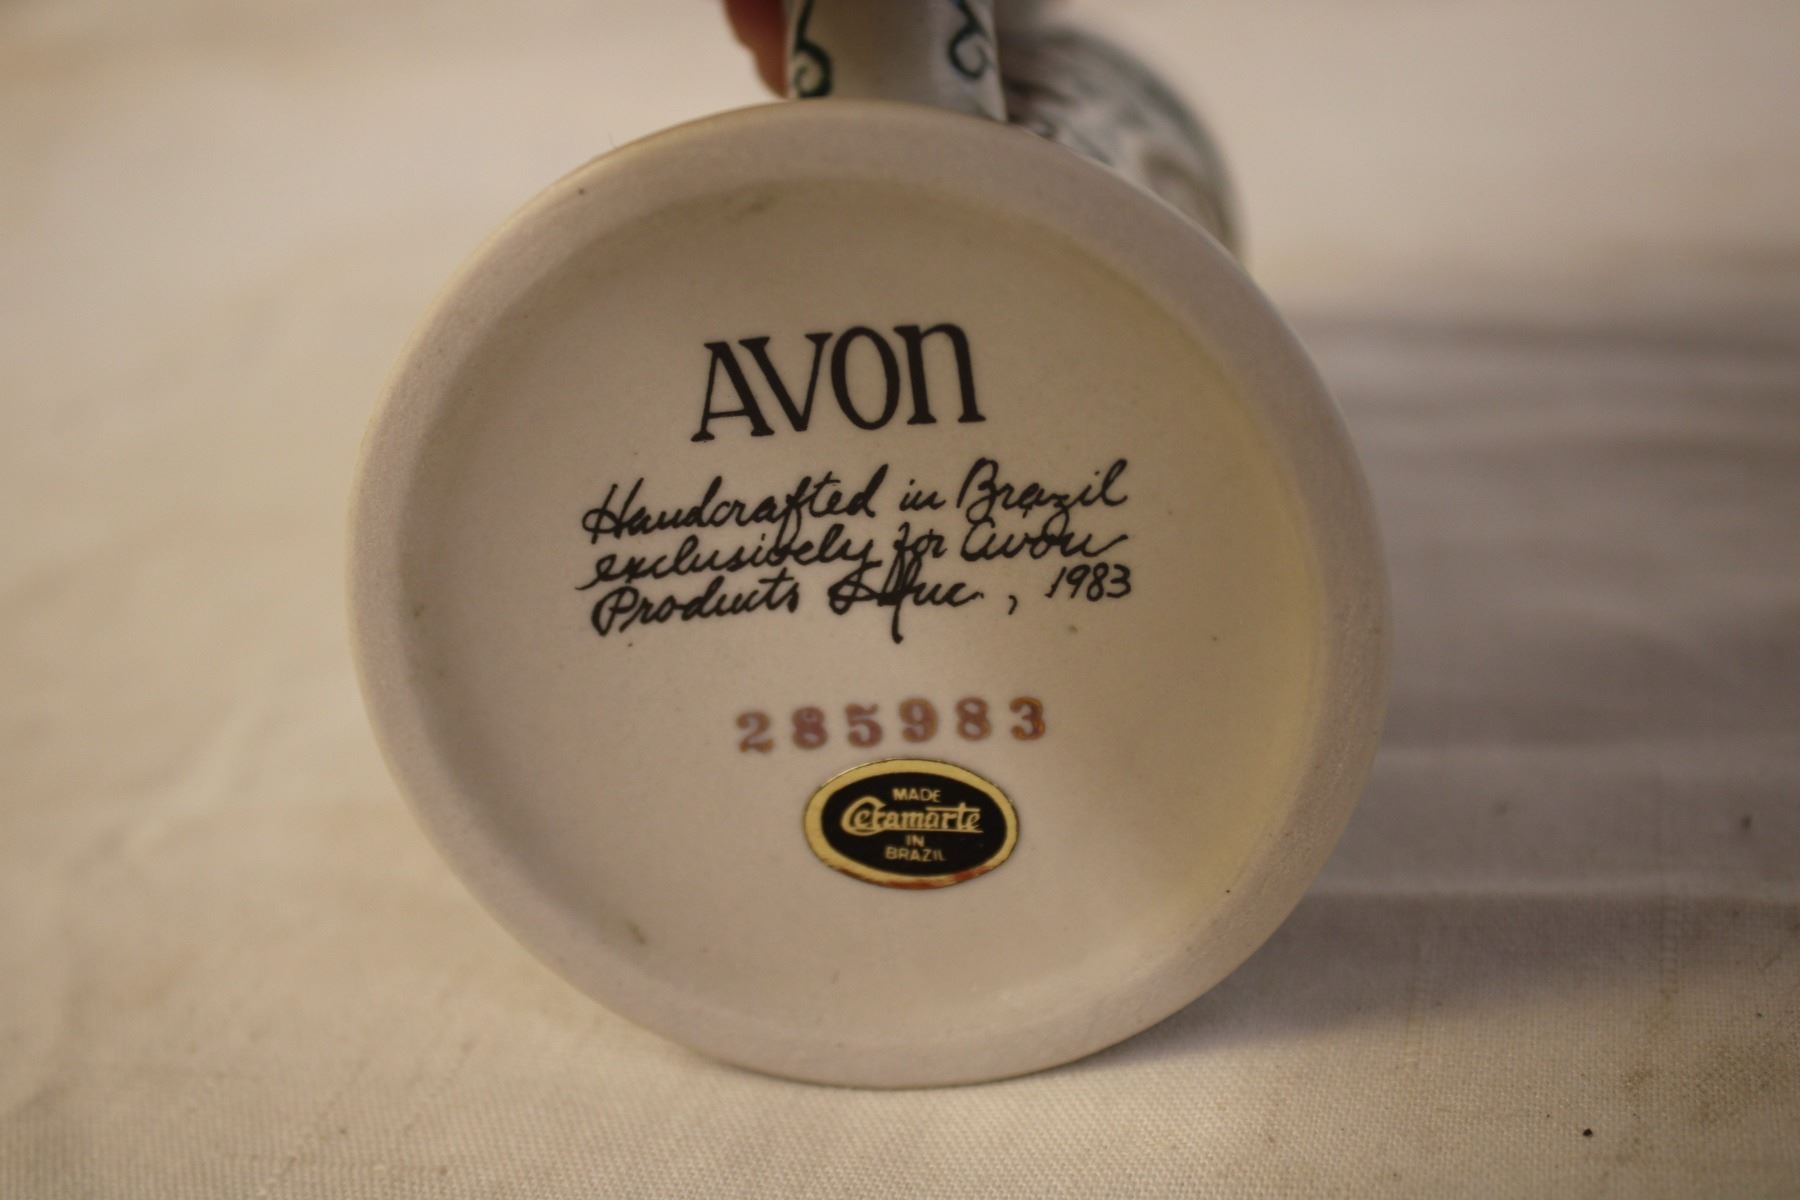 AVON
Handcrafted in Brazil
exclusively for Avon
Products Inc., 1983
285983
MADE
Ceramarte
IN
BRAZIL